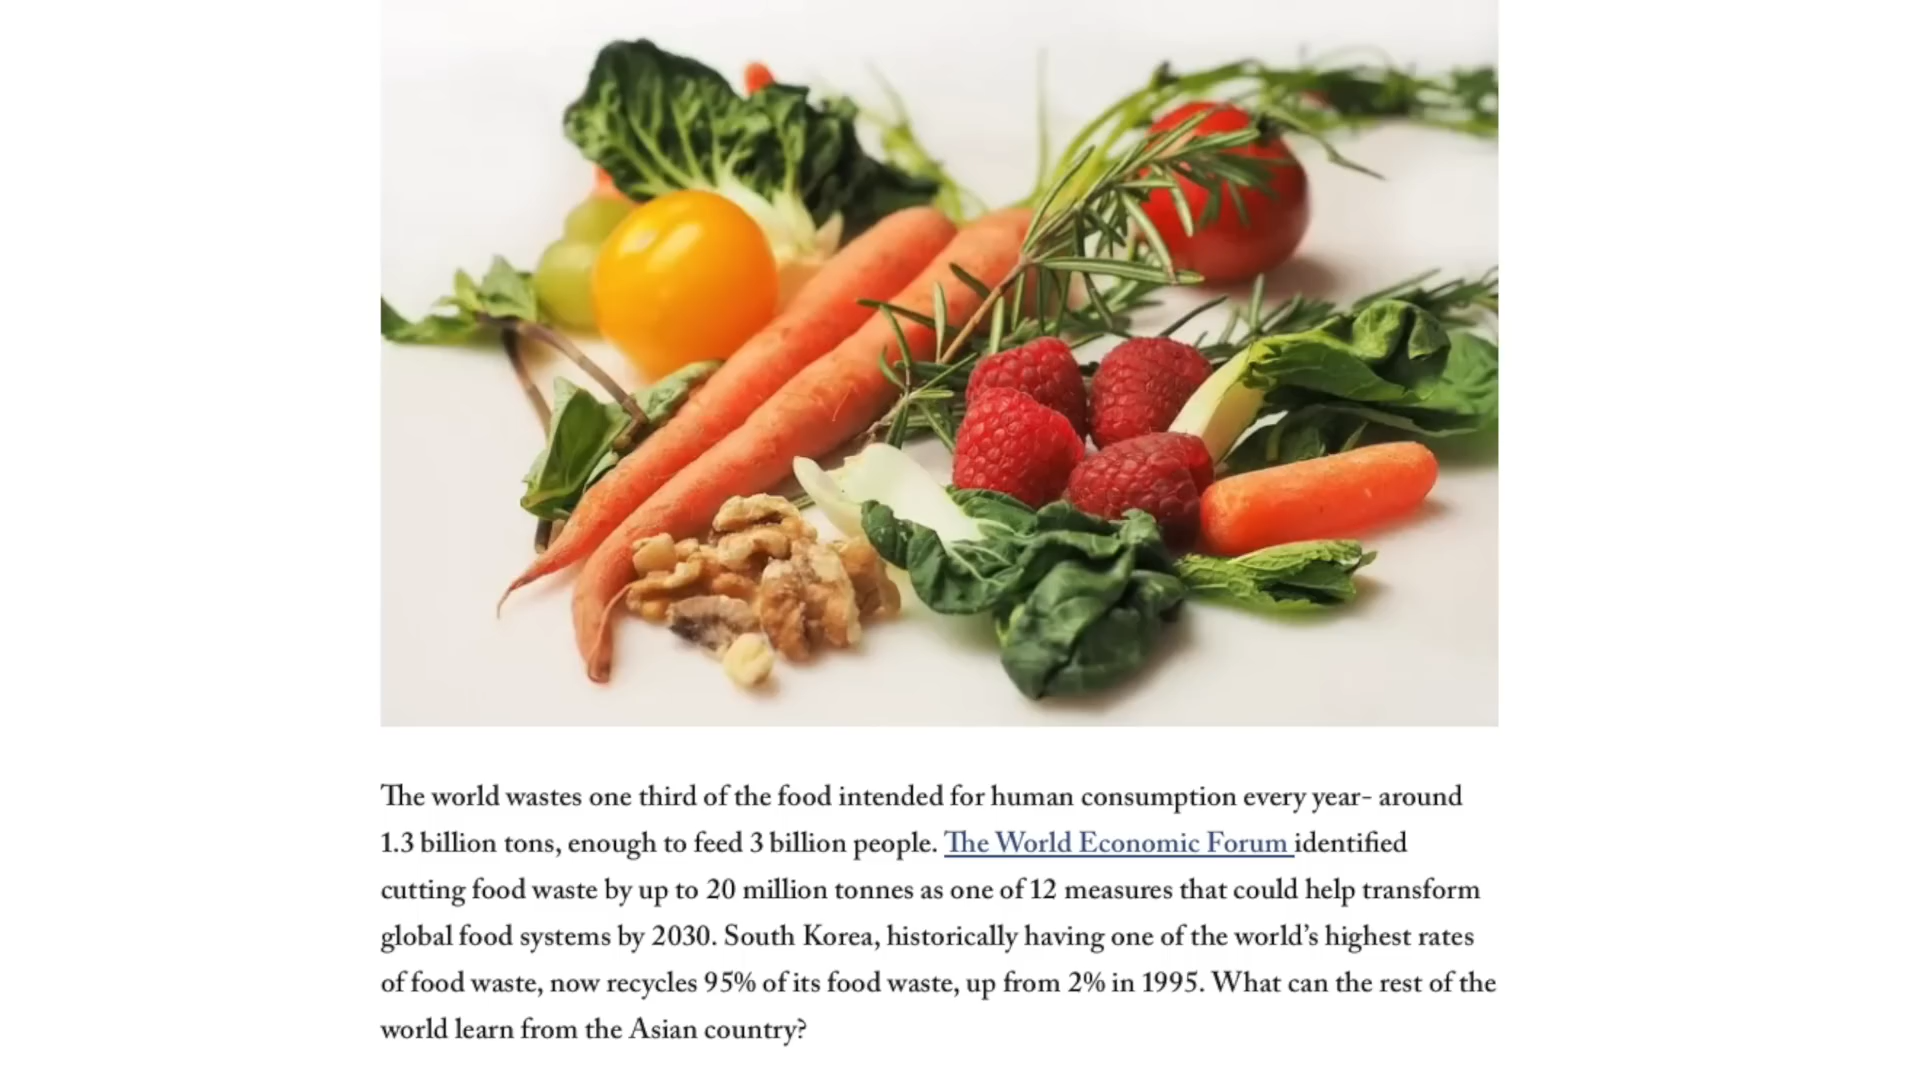 The world wastes one third of the food intended for human consumption every year- around
1.3 billion tons, enough to feed 3 billion people. The World Economic Forum identified
cutting food waste by up to 20 million tonnes as one of 12 measures that could help transform
global food systems by 2030. South Korea, historically having one of the world’s highest rates
of food waste, now recycles 95% of its food waste, up from 2% in 1995. What can the rest of the
world learn from the Asian country?